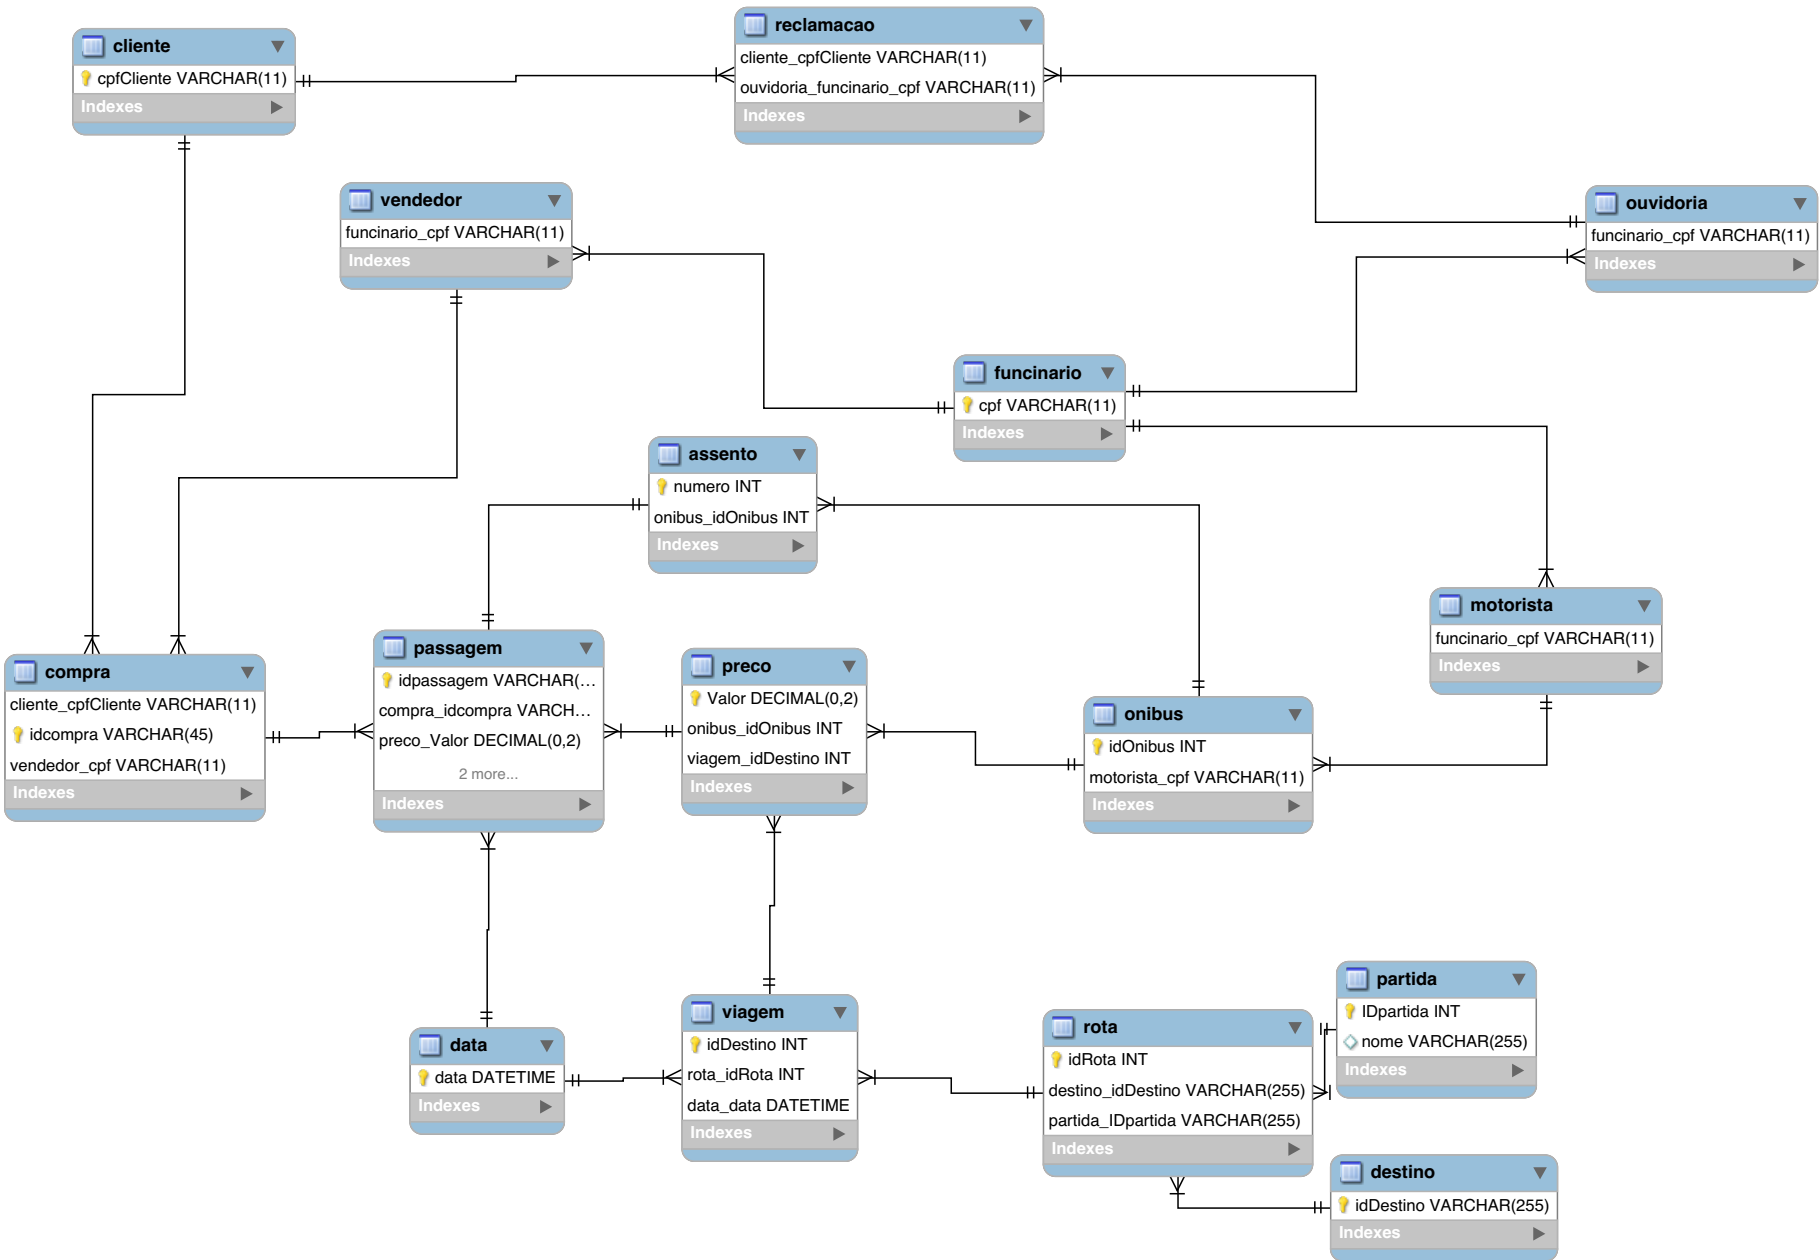 cliente
cpfCliente VARCHAR(11)
Indexes
reclamacao
cliente_cpfCliente VARCHAR(11)
ouvidoria_funcinario_cpf VARCHAR(11)
Indexes
vendedor
funcinario_cpf VARCHAR(11)
Indexes
ouvidoria
funcinario_cpf VARCHAR(11)
Indexes
funcinario
cpf VARCHAR(11)
Indexes
assento
numero INT
onibus_idOnibus INT
Indexes
motorista
funcinario_cpf VARCHAR(11)
Indexes
compra
cliente_cpfCliente VARCHAR(11)
idcompra VARCHAR(45)
vendedor_cpf VARCHAR(11)
Indexes
passagem
idpassagem VARCHAR(...
compra_idcompra VARCH...
preco_Valor DECIMAL(0,2)
2 more...
Indexes
preco
Valor DECIMAL(0,2)
onibus_idOnibus INT
viagem_idDestino INT
Indexes
onibus
idOnibus INT
motorista_cpf VARCHAR(11)
Indexes
data
data DATETIME
Indexes
viagem
idDestino INT
rota_idRota INT
data_data DATETIME
Indexes
rota
idRota INT
destino_idDestino VARCHAR(255)
partida_IDpartida VARCHAR(255)
Indexes
partida
IDpartida INT
nome VARCHAR(255)
Indexes
destino
idDestino VARCHAR(255)
Indexes